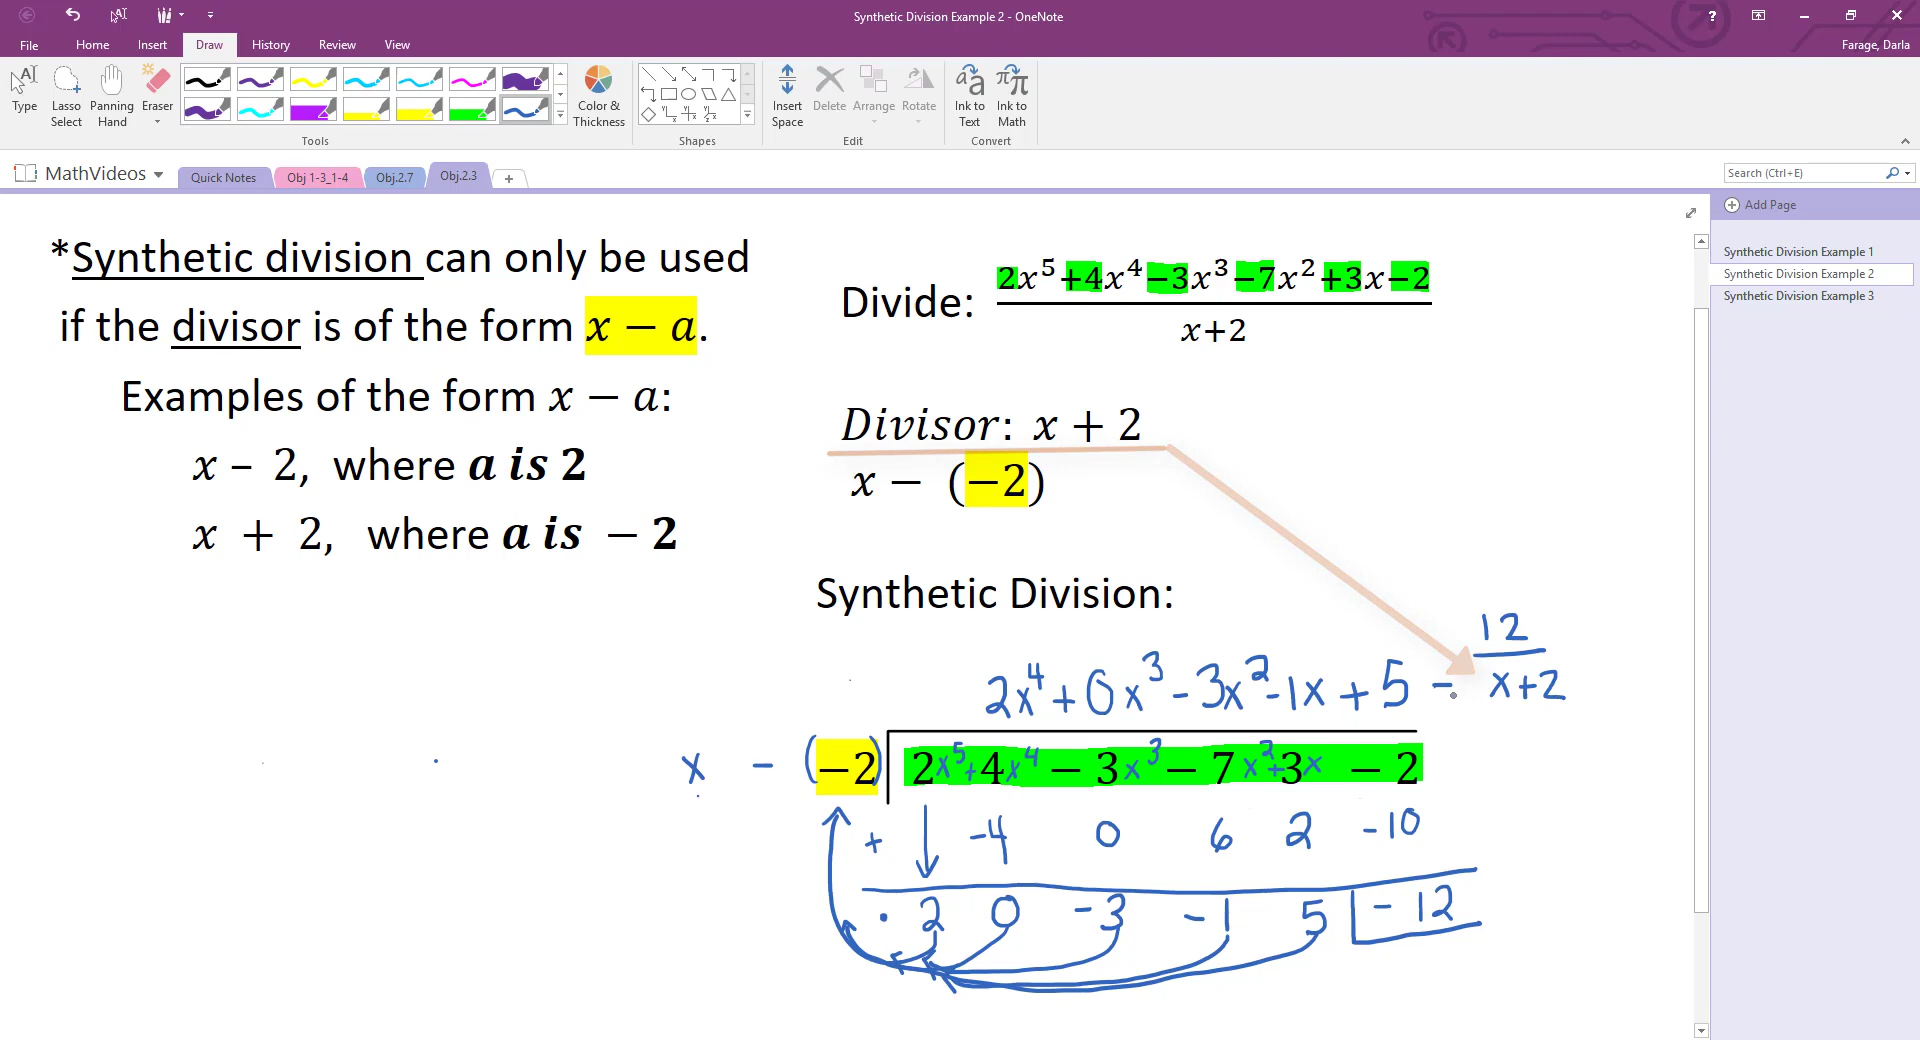 Synthetic Division Example 2 - OneNote
File Home Insert Draw History Review View
Farage, Darla
Type Lasso Select Panning Hand Eraser Color & Thickness Insert Space Delete Arrange Rotate Ink to Text Ink to Math
Tools Shapes Edit Convert
MathVideos Quick Notes Obj 1-3_1-4 Obj.2.7 Obj.2.3
Search (Ctrl+E)
Add Page
Synthetic Division Example 1
Synthetic Division Example 2
Synthetic Division Example 3
*Synthetic division can only be used
if the divisor is of the form x − a.
Examples of the form x − a:
x – 2, where a is 2
x + 2, where a is − 2
Divide: 2x⁵+4x⁴−3x³−7x²+3x−2
x+2
Divisor: x + 2
x − (−2)
Synthetic Division:
12
2x⁴ + 0x³ - 3x² - 1x + 5 - x+2
x - (−2) 2x⁵+4x⁴ − 3x³ − 7x²+3x − 2
+ -4 0 6 2 -10
2 0 -3 -1 5 -12